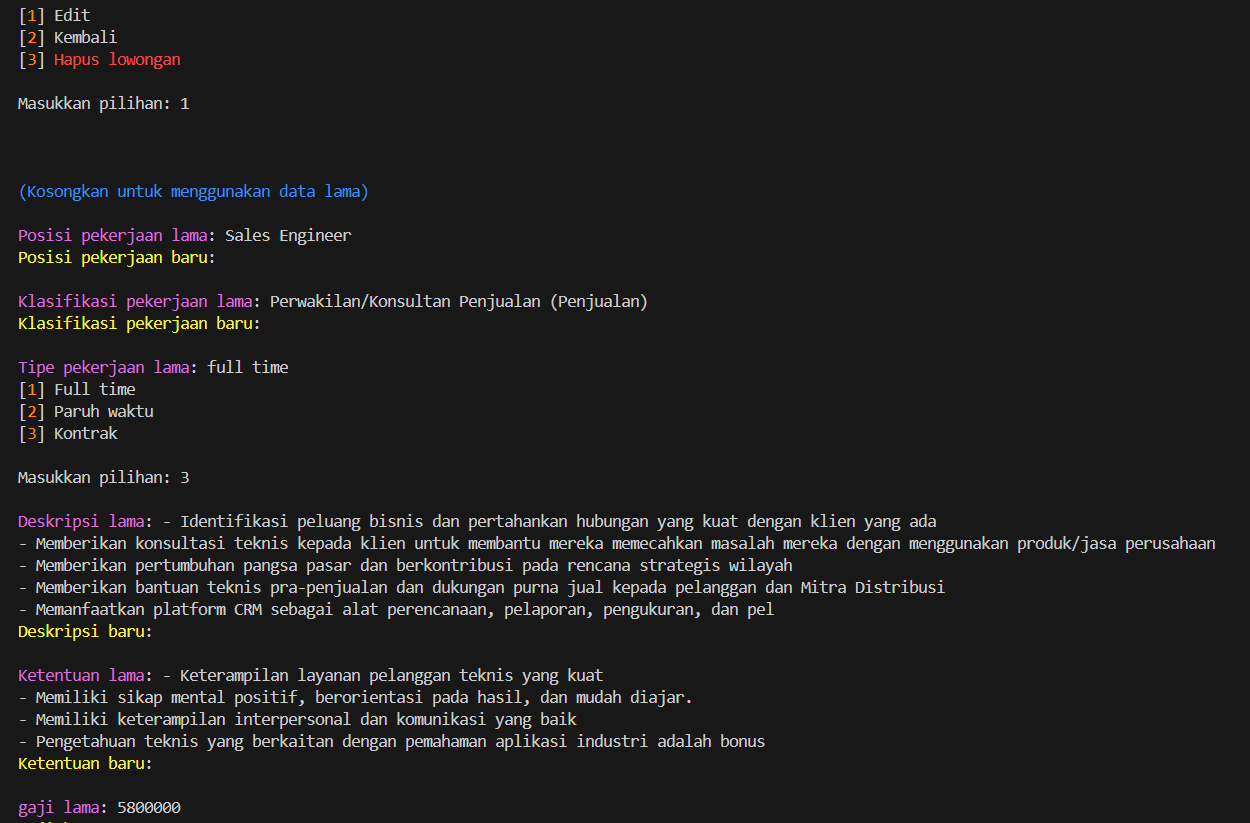 [1] Edit
[2] Kembali
[3] Hapus lowongan
Masukkan pilihan: 1
(Kosongkan untuk menggunakan data lama)
Posisi pekerjaan lama: Sales Engineer
Posisi pekerjaan baru:
Klasifikasi pekerjaan lama: Perwakilan/Konsultan Penjualan (Penjualan)
Klasifikasi pekerjaan baru:
Tipe pekerjaan lama: full time
[1] Full time
[2] Paruh waktu
[3] Kontrak
Masukkan pilihan: 3
Deskripsi lama: - Identifikasi peluang bisnis dan pertahankan hubungan yang kuat dengan klien yang ada
- Memberikan konsultasi teknis kepada klien untuk membantu mereka memecahkan masalah mereka dengan menggunakan produk/jasa perusahaan
- Memberikan pertumbuhan pangsa pasar dan berkontribusi pada rencana strategis wilayah
- Memberikan bantuan teknis pra-penjualan dan dukungan purna jual kepada pelanggan dan Mitra Distribusi
- Memanfaatkan platform CRM sebagai alat perencanaan, pelaporan, pengukuran, dan pel
Deskripsi baru:
Ketentuan lama: - Keterampilan layanan pelanggan teknis yang kuat
- Memiliki sikap mental positif, berorientasi pada hasil, dan mudah diajar.
- Memiliki keterampilan interpersonal dan komunikasi yang baik
- Pengetahuan teknis yang berkaitan dengan pemahaman aplikasi industri adalah bonus
Ketentuan baru:
gaji lama: 5800000